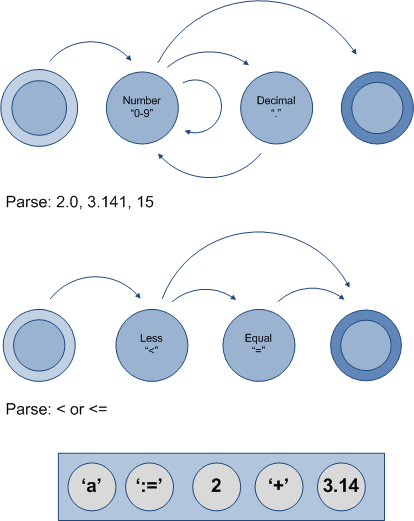 Number
“0-9”
Decimal
“.”
Parse: 2.0, 3.141, 15
Less
“<”
Equal
“=”
Parse: < or <=
‘a’ ‘:=’ 2 ‘+’ 3.14